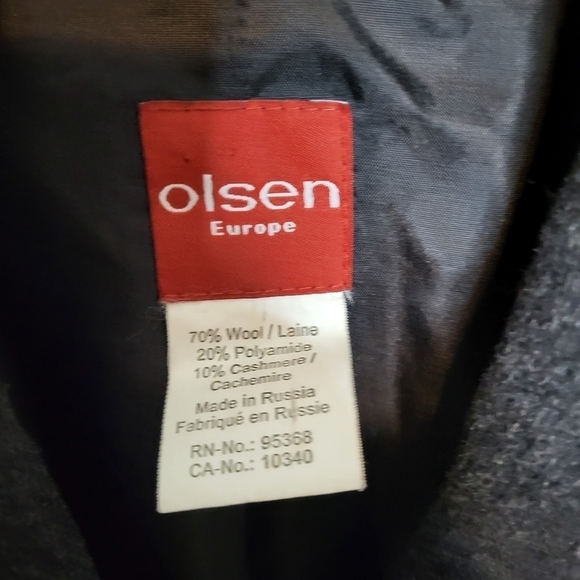 olsen
Europe
70% Wool / Laine
20% Polyamide
10% Cashmere /
Cachemire
Made in Russia
Fabriqué en Russie
RN-No.: 95368
CA-No.: 10340